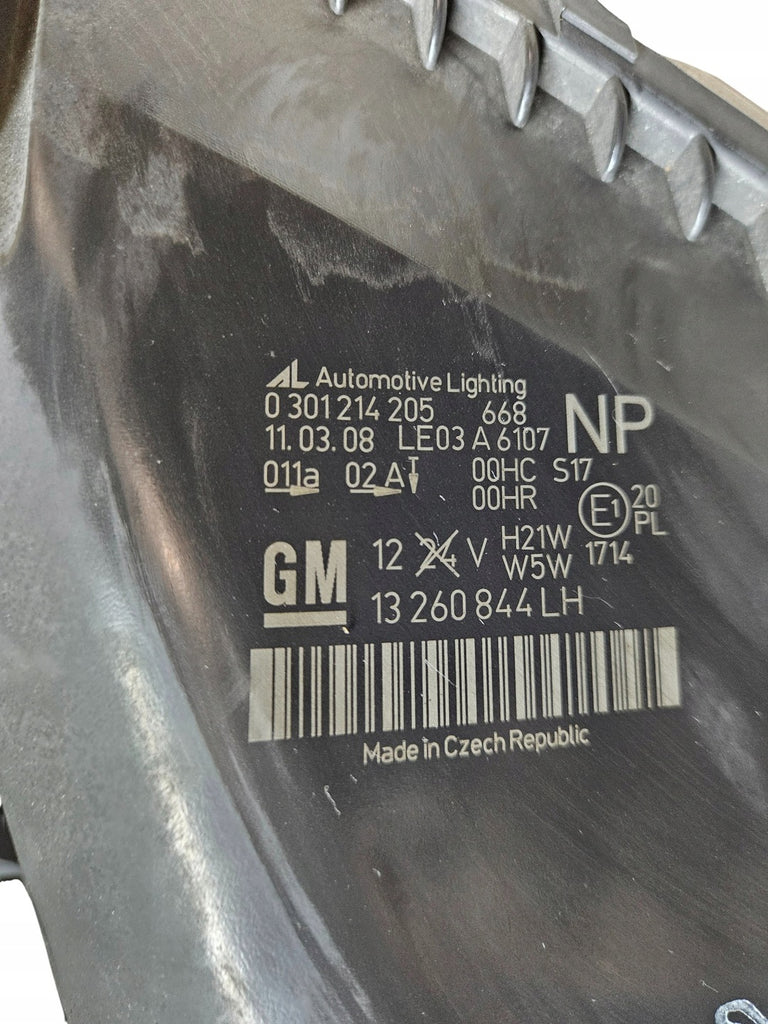 AL Automotive Lighting
0 301 214 205 668 NP
11.03.08 LE03 A 6107
011a 02A 00HC S17
00HR E1 20
PL
GM 12 24 V H21W 1714
W5W
13 260 844 LH
Made in Czech Republic